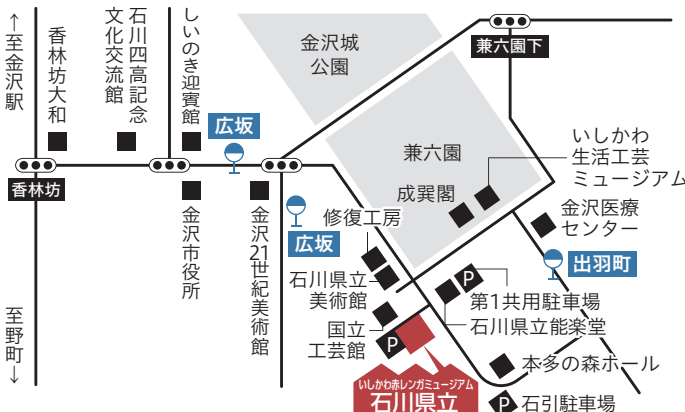 ↑至金沢駅
香林坊大和
石川四高記念
文化交流館
しいのき迎賓館
広坂
金沢城
公園
兼六園下
兼六園
成巽閣
いしかわ
生活工芸
ミュージアム
香林坊
金沢市役所
金沢21世紀美術館
広坂
修復工房
石川県立
美術館
国立
工芸館
金沢医療
センター
出羽町
P
第1共用駐車場
石川県立能楽堂
P
いしかわ赤レンガミュージアム
石川県立
本多の森ホール
P
石引駐車場
至野町↓